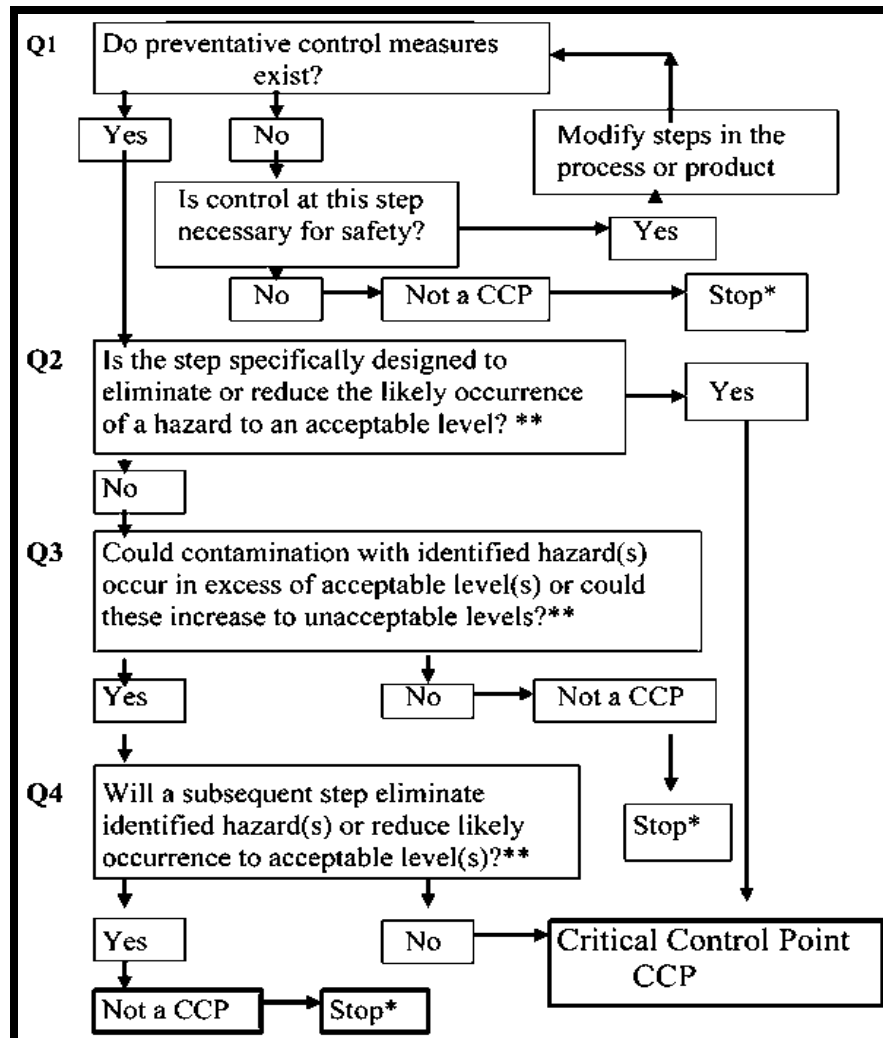 Q1
Do preventative control measures
exist?
Yes
No
Modify steps in the
process or product
Is control at this step
necessary for safety?
Yes
No
Not a CCP
Stop*
Q2
Is the step specifically designed to
eliminate or reduce the likely occurrence
of a hazard to an acceptable level? **
Yes
No
Q3
Could contamination with identified hazard(s)
occur in excess of acceptable level(s) or could
these increase to unacceptable levels?**
Yes
No
Not a CCP
Stop*
Q4
Will a subsequent step eliminate
identified hazard(s) or reduce likely
occurrence to acceptable level(s)?**
Yes
No
Critical Control Point
CCP
Not a CCP
Stop*